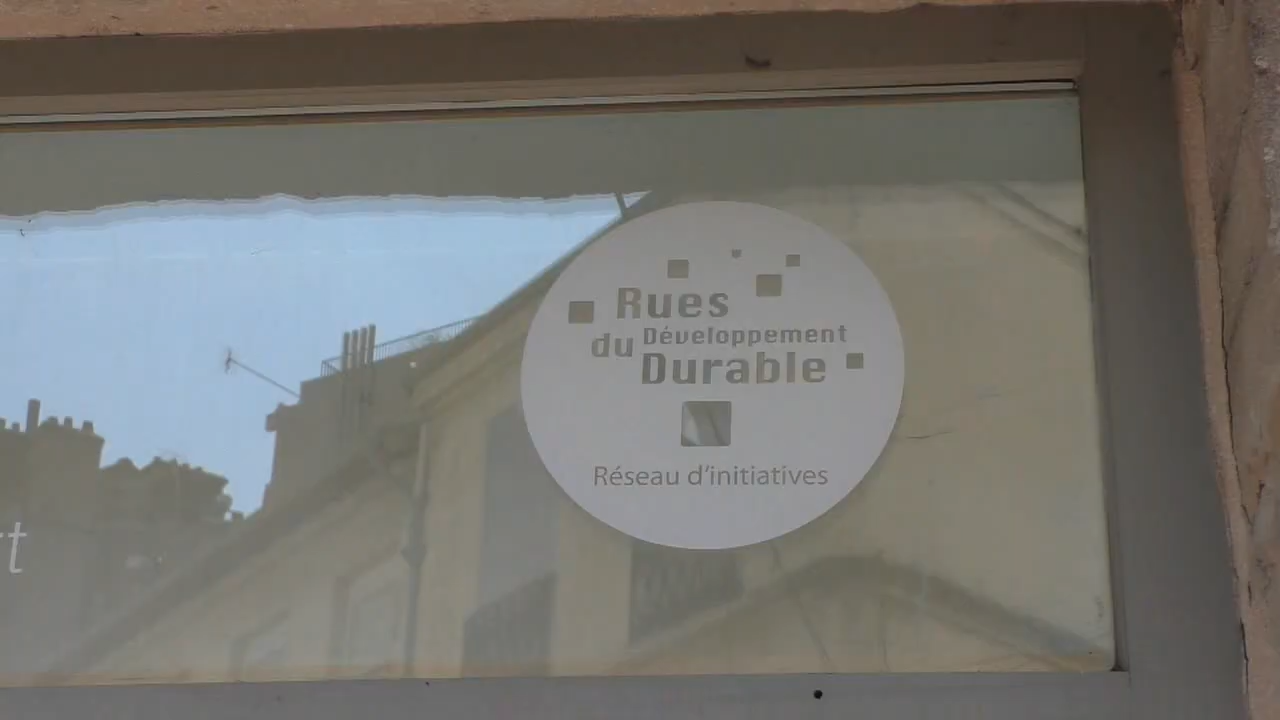 Rues
du Développement
Durable
Réseau d'initiatives